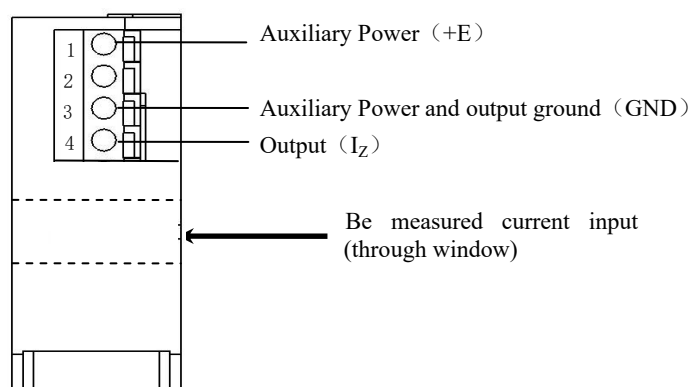 1 Auxiliary Power（+E）
2
3 Auxiliary Power and output ground（GND）
4 Output（IZ）
Be measured current input
(through window)